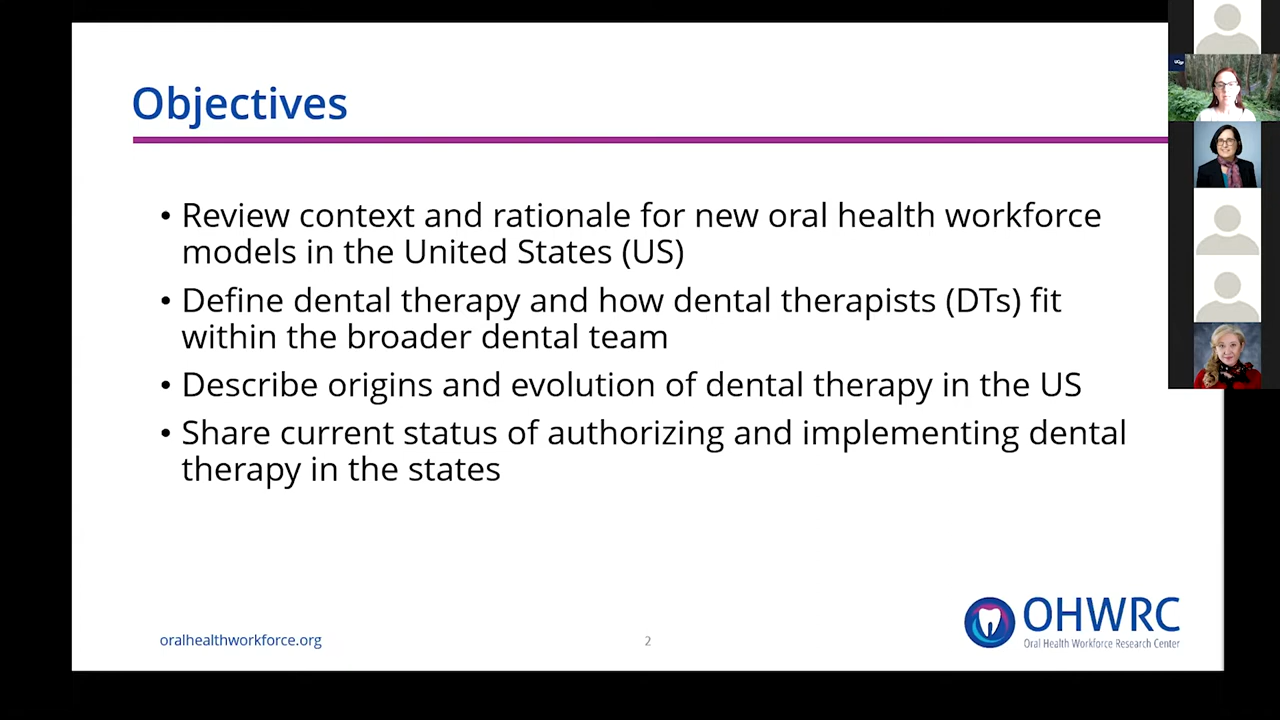 Objectives
• Review context and rationale for new oral health workforce
models in the United States (US)
• Define dental therapy and how dental therapists (DTs) fit
within the broader dental team
• Describe origins and evolution of dental therapy in the US
• Share current status of authorizing and implementing dental
therapy in the states
oralhealthworkforce.org
2
OHWRC
Oral Health Workforce Research Center
UCSF